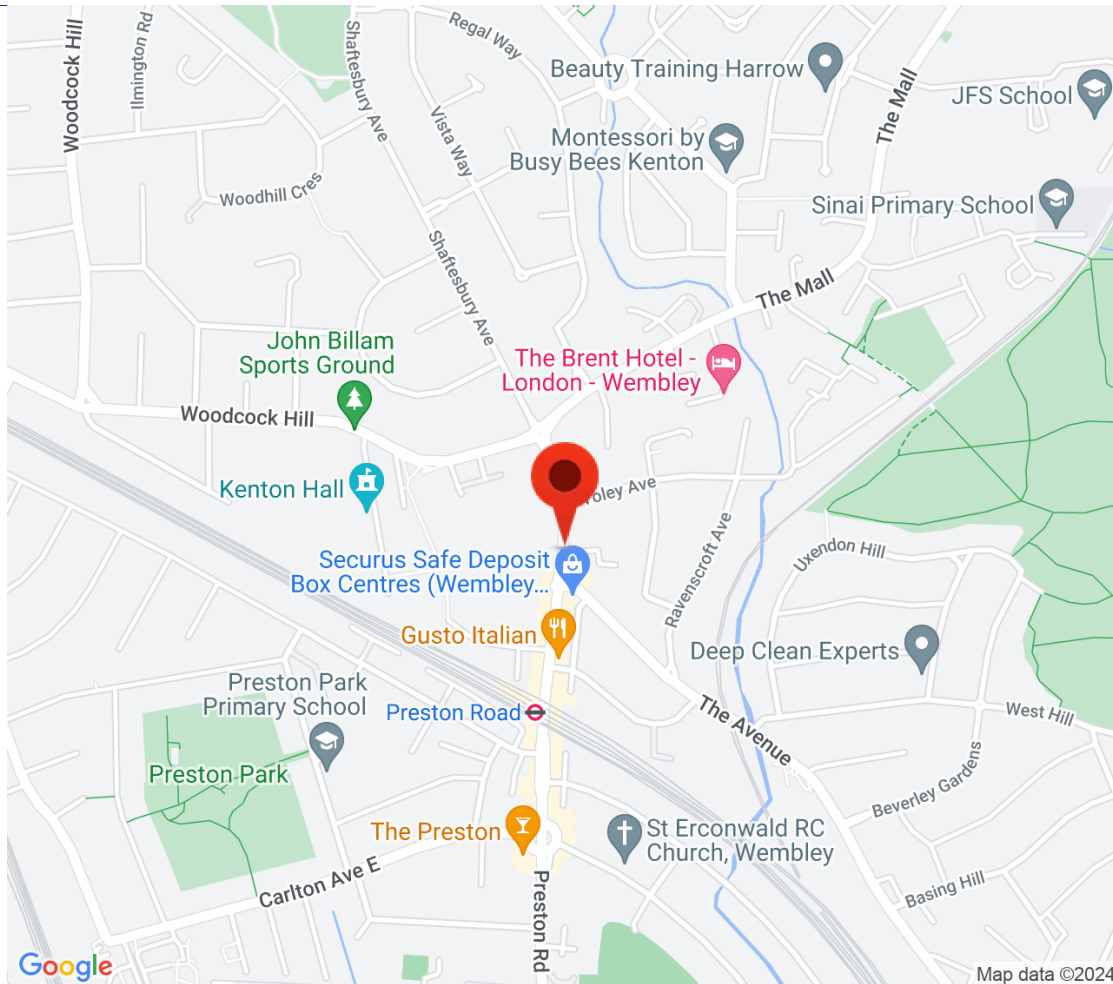 Woodcock Hill
Ilmington Rd
Shaftesbury Ave
Regal Way
Vista Way
Beauty Training Harrow
The Mall
JFS School
Montessori by
Busy Bees Kenton
Woodhill Cres
Sinai Primary School
Shaftesbury Ave
The Mall
John Billam
Sports Ground
The Brent Hotel -
London - Wembley
Woodcock Hill
Kenton Hall
oley Ave
Ravenscroft Ave
Uxendon Hill
Securus Safe Deposit
Box Centres (Wembley...
Gusto Italian
Deep Clean Experts
Preston Park
Primary School
Preston Road
The Avenue
West Hill
Preston Park
Beverley Gardens
The Preston
St Erconwald RC
Church, Wembley
Carlton Ave E
Preston Rd
Basing Hill
Google
Map data ©2024